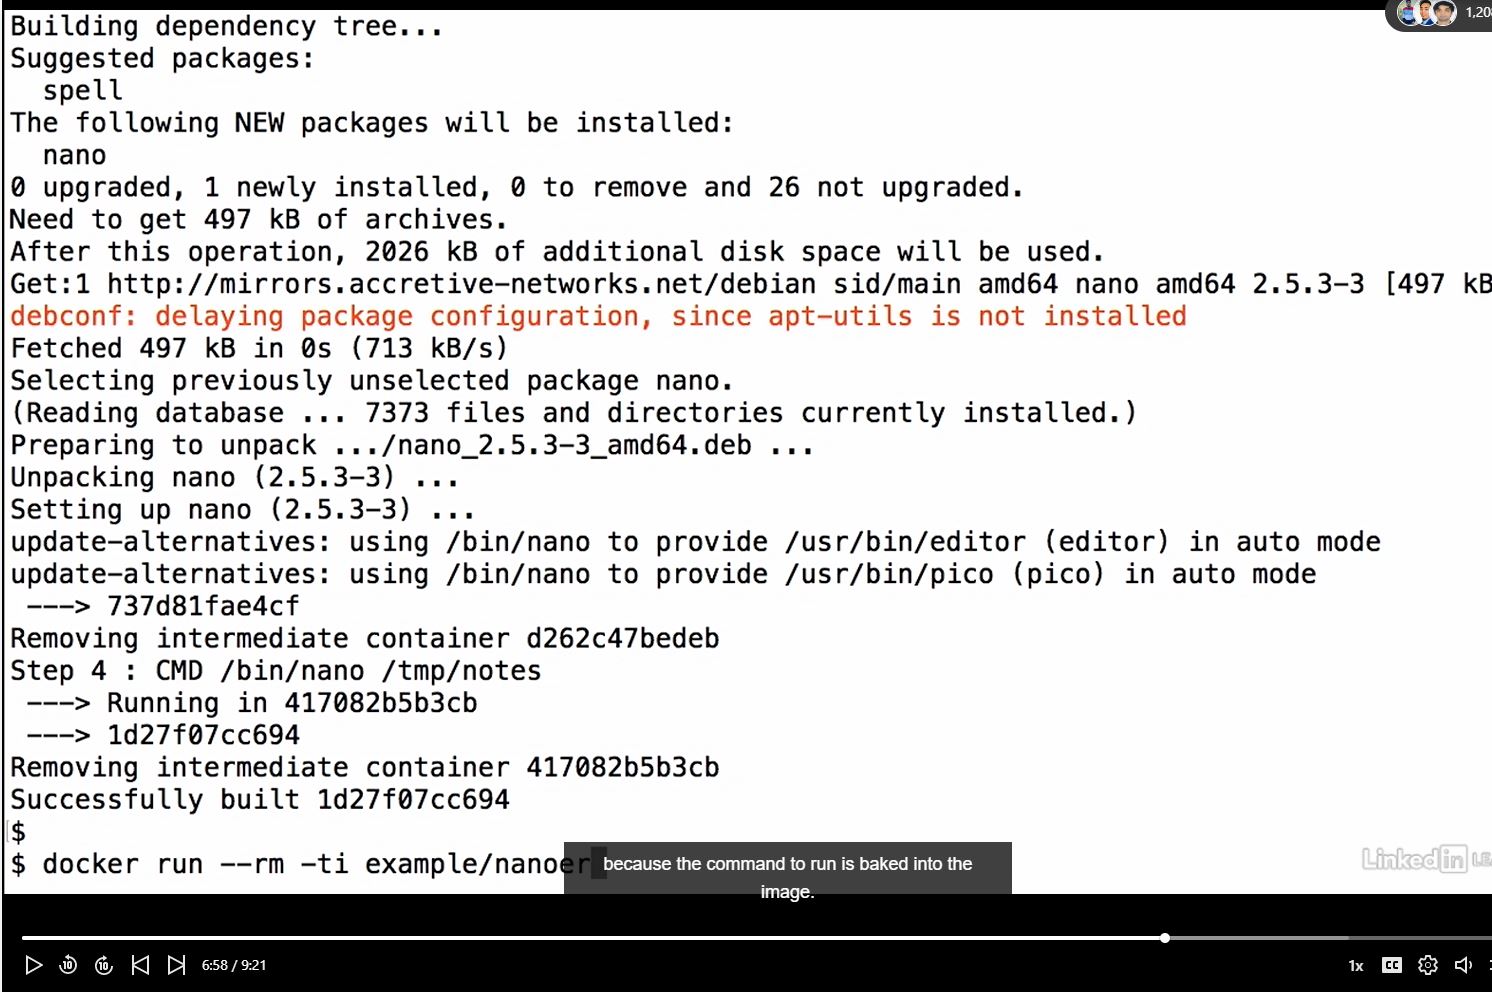 Building dependency tree...
1,208
Suggested packages:
spell
The following NEW packages will be installed:
nano
0 upgraded, 1 newly installed, 0 to remove and 26 not upgraded.
Need to get 497 kB of archives.
After this operation, 2026 kB of additional disk space will be used.
Get:1 http://mirrors.accretive-networks.net/debian sid/main amd64 nano amd64 2.5.3-3 [497 kB
debconf: delaying package configuration, since apt-utils is not installed
Fetched 497 kB in 0s (713 kB/s)
Selecting previously unselected package nano.
(Reading database ... 7373 files and directories currently installed.)
Preparing to unpack .../nano_2.5.3-3_amd64.deb ...
Unpacking nano (2.5.3-3) ...
Setting up nano (2.5.3-3) ...
update-alternatives: using /bin/nano to provide /usr/bin/editor (editor) in auto mode
update-alternatives: using /bin/nano to provide /usr/bin/pico (pico) in auto mode
---> 737d81fae4cf
Removing intermediate container d262c47bedeb
Step 4 : CMD /bin/nano /tmp/notes
---> Running in 417082b5b3cb
---> 1d27f07cc694
Removing intermediate container 417082b5b3cb
Successfully built 1d27f07cc694
$
$ docker run --rm -ti example/nanoer
because the command to run is baked into the
image.
LinkedIn LE
10 10 6:58 / 9:21 1x CC